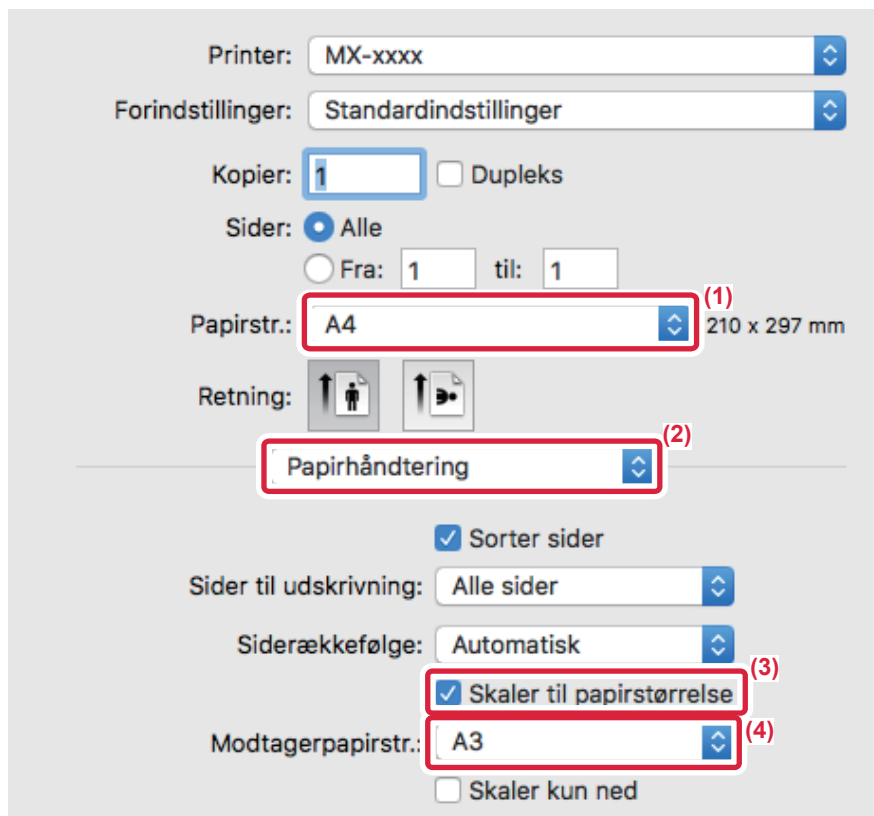 Printer: MX-xxxx
Forindstillinger: Standardindstillinger
Kopier: 1 Dupleks
Sider: Alle
Fra: 1 til: 1
(1)
Papirstr.: A4 210 x 297 mm
Retning:
(2)
Papirhåndtering
Sorter sider
Sider til udskrivning: Alle sider
Siderækkefølge: Automatisk
(3)
Skaler til papirstørrelse
Modtagerpapirstr.: A3 (4)
Skaler kun ned